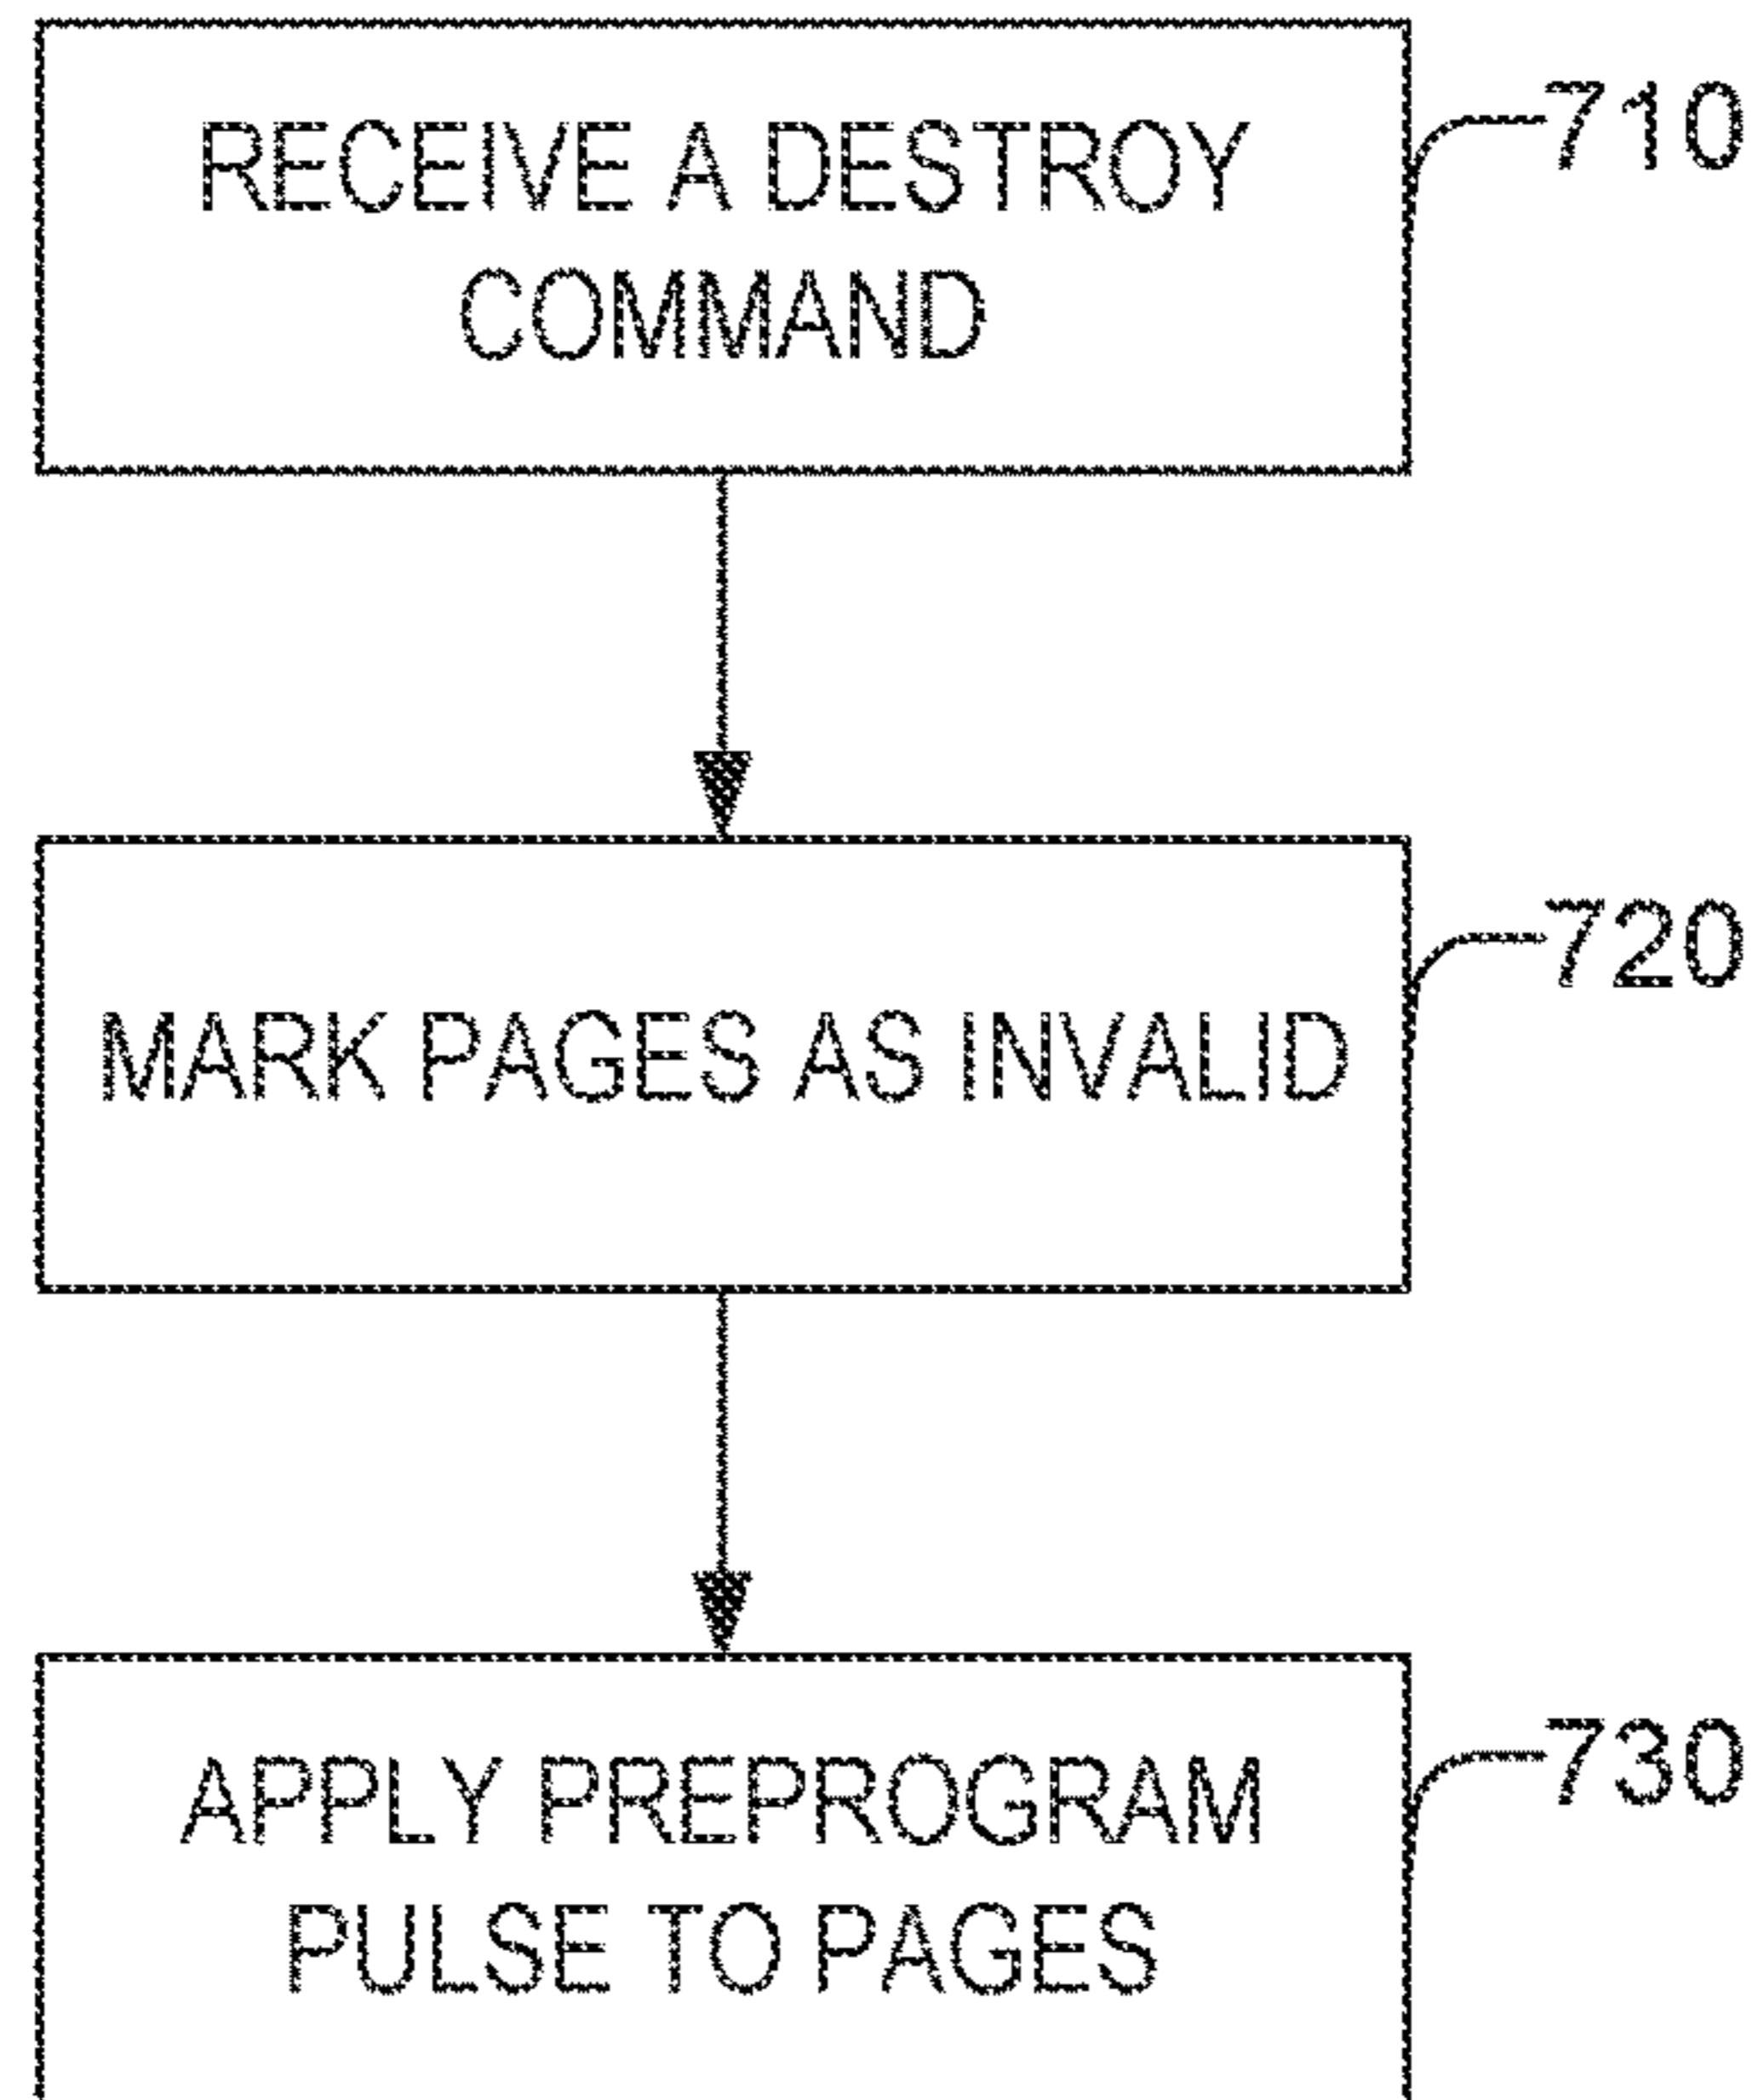 RECEIVE A DESTROY
COMMAND
710
MARK PAGES AS INVALID
720
APPLY PREPROGRAM
PULSE TO PAGES
730